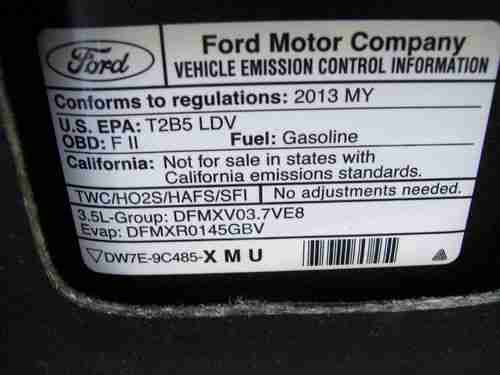 Ford
Ford Motor Company
VEHICLE EMISSION CONTROL INFORMATION
Conforms to regulations: 2013 MY
U.S. EPA: T2B5 LDV
OBD: F II Fuel: Gasoline
California: Not for sale in states with
California emissions standards.
TWC/HO2S/HAFS/SFI No adjustments needed.
3.5L-Group: DFMXV03.7VE8
Evap: DFMXR0145GBV
DW7E-9C485-X M U